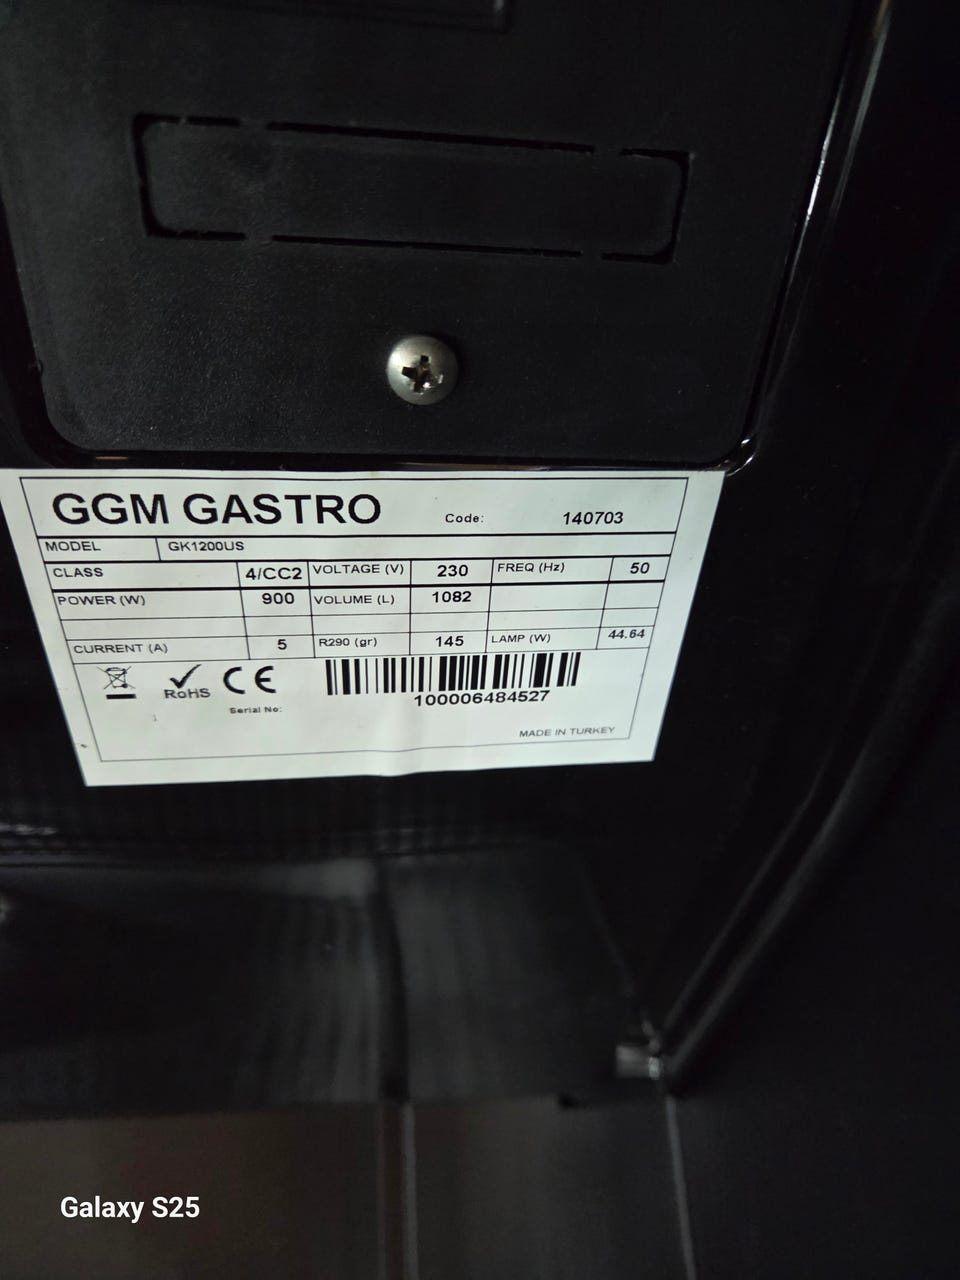 GGM GASTRO Code: 140703
MODEL GK1200US
CLASS 4/CC2 VOLTAGE (V) 230 FREQ (Hz) 50
POWER (W) 900 VOLUME (L) 1082
CURRENT (A) 5 R290 (gr) 145 LAMP (W) 44.64
RoHS CE
100006484527
Serial No:
MADE IN TURKEY
Galaxy S25